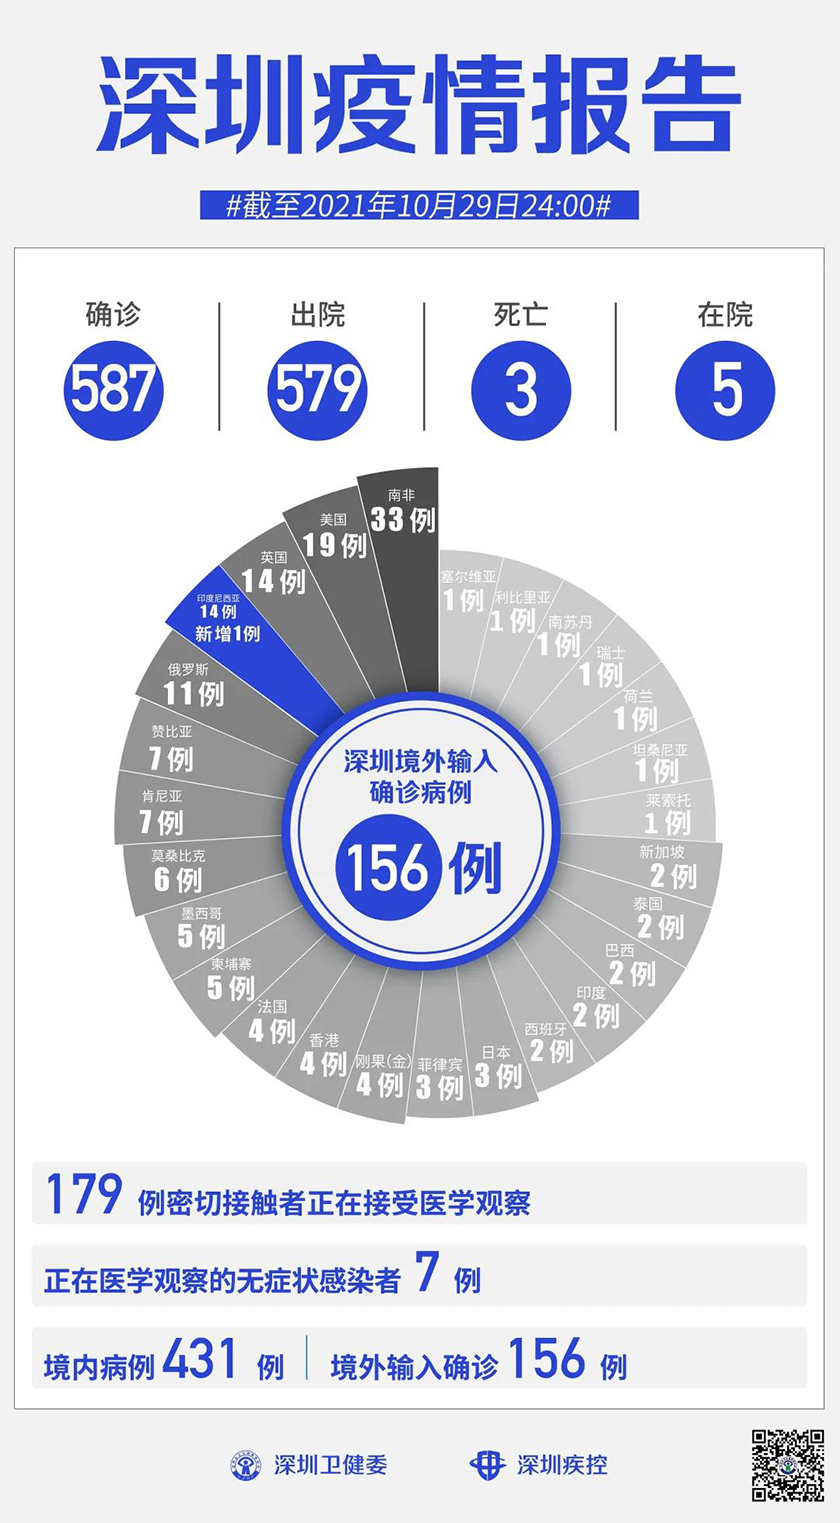 深圳疫情报告
#截至2021年10月29日24:00#
确诊
587
出院
579
死亡
3
在院
5
南非
33例
美国
19例
英国
14例
印度尼西亚
14例
新增1例
俄罗斯
11例
赞比亚
7例
肯尼亚
7例
莫桑比克
6例
墨西哥
5例
柬埔寨
5例
法国
4例
香港
4例
刚果(金)
4例
菲律宾
3例
日本
3例
西班牙
2例
印度
2例
巴西
2例
泰国
2例
新加坡
2例
莱索托
1例
坦桑尼亚
1例
荷兰
1例
瑞士
1例
南苏丹
1例
利比里亚
1例
塞尔维亚
1例
深圳境外输入
确诊病例
156例
179 例密切接触者正在接受医学观察
正在医学观察的无症状感染者 7 例
境内病例431 例
境外输入确诊156 例
深圳卫健委
深圳疾控